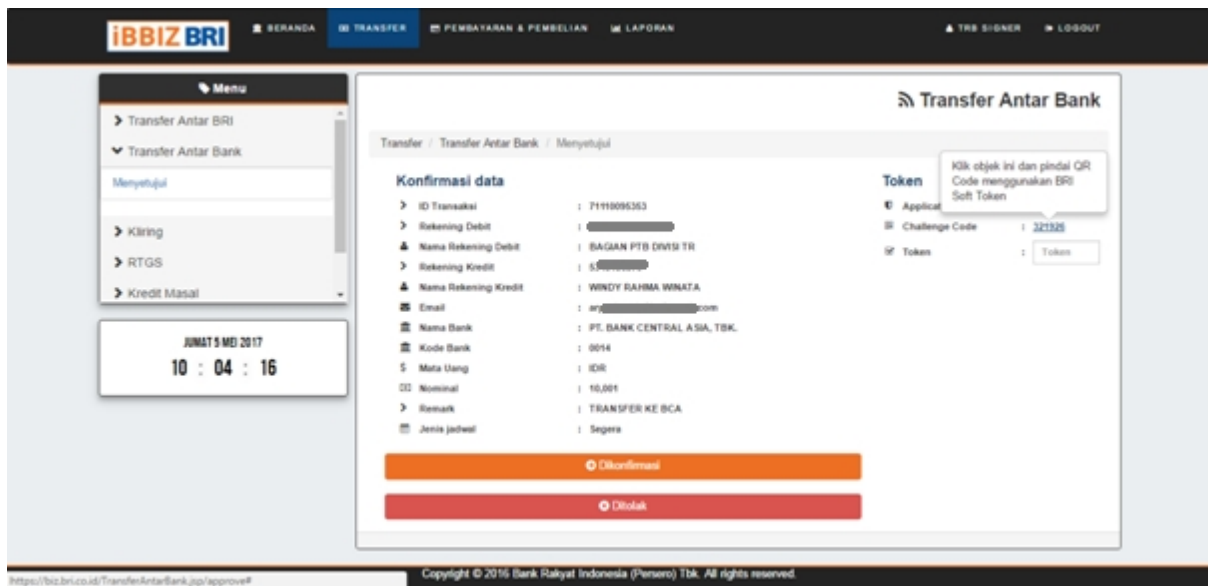 iBBIZ BRI
BERANDA
TRANSFER
PEMBAYARAN & PEMBELIAN
LAPORAN
TRB SIGNER
LOGOUT
Menu
Transfer Antar BRI
Transfer Antar Bank
Menyetujui
Kliring
RTGS
Kredit Masal
JUMAT 5 MEI 2017
10 : 04 : 16
Transfer Antar Bank
Transfer / Transfer Antar Bank / Menyetujui
Konfirmasi data
ID Transaksi : 71110095353
Rekening Debit :
Nama Rekening Debit : BAGIAN PTB DIVISI TR
Rekening Kredit :
Nama Rekening Kredit : WINDY RAHMA WINATA
Email : com
Nama Bank : PT. BANK CENTRAL ASIA, TBK.
Kode Bank : 0014
Mata Uang : IDR
Nominal : 10,001
Remark : TRANSFER KE BCA
Jenis jadwal : Segera
Dikonfirmasi
Ditolak
Token
Klik objek ini dan pindai QR
Code menggunakan BRI
Soft Token
Applicat
Challenge Code : 321926
Token : Token
Copyright © 2016 Bank Rakyat Indonesia (Persero) Tbk. All rights reserved.
https://biz.bri.co.id/TransferAntarBank.jsp/approve#